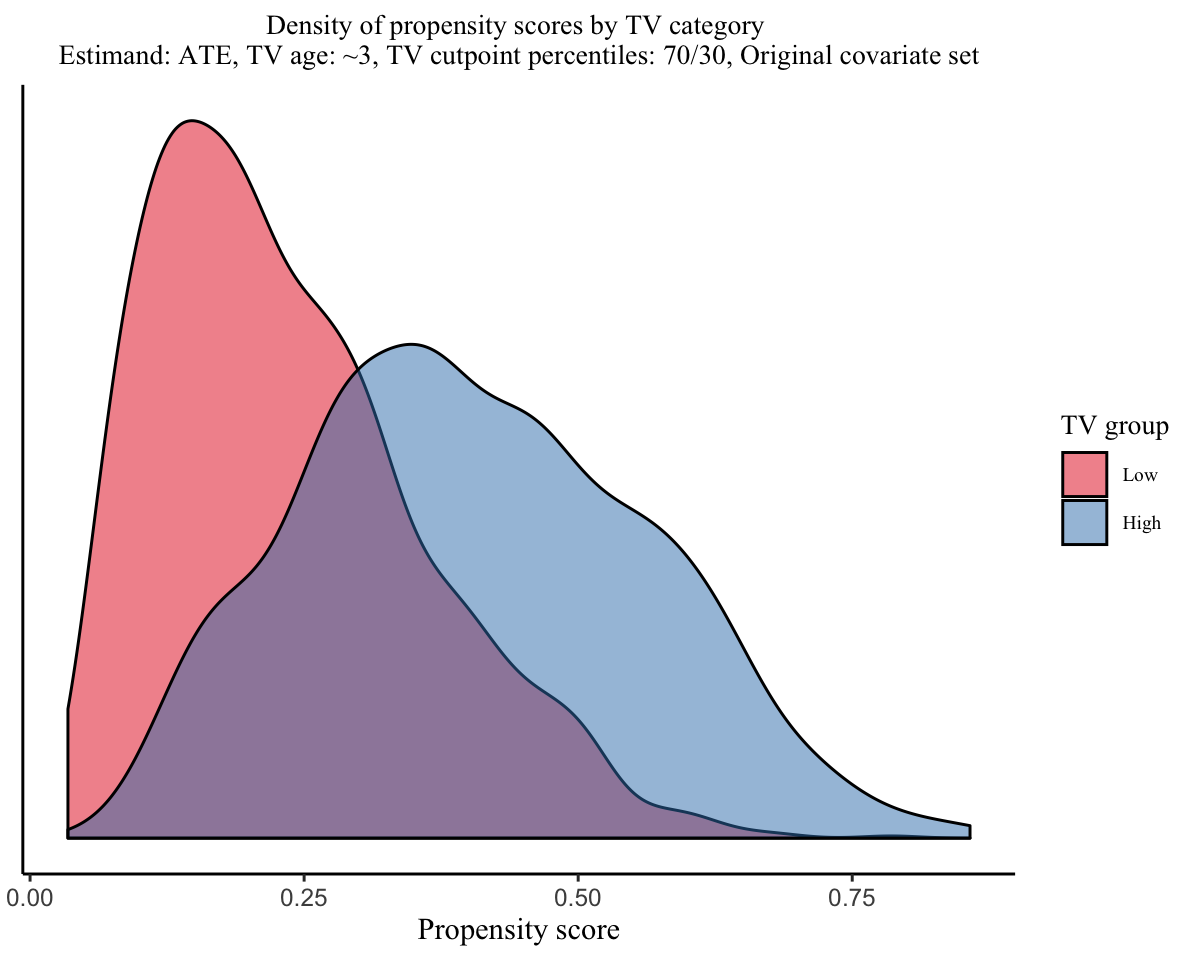 Density of propensity scores by TV category
Estimand: ATE, TV age: ~3, TV cutpoint percentiles: 70/30, Original covariate set
TV group
Low
High
0.00 0.25 0.50 0.75
Propensity score